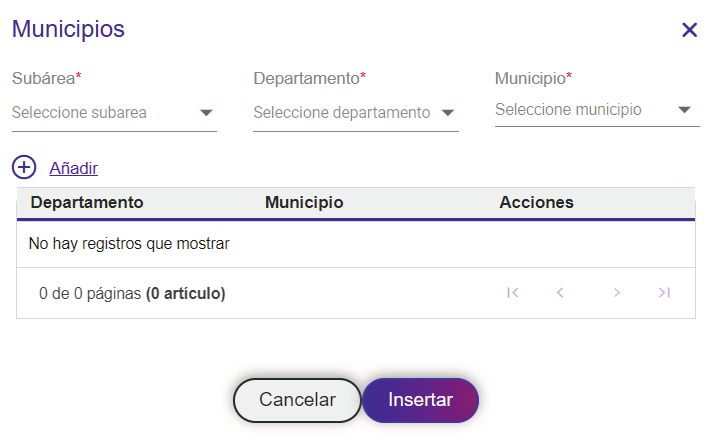 Municipios
Subárea* Departamento* Municipio*
Seleccione subarea Seleccione departamento Seleccione municipio
Añadir
Departamento Municipio Acciones
No hay registros que mostrar
0 de 0 páginas (0 artículo)
Cancelar Insertar